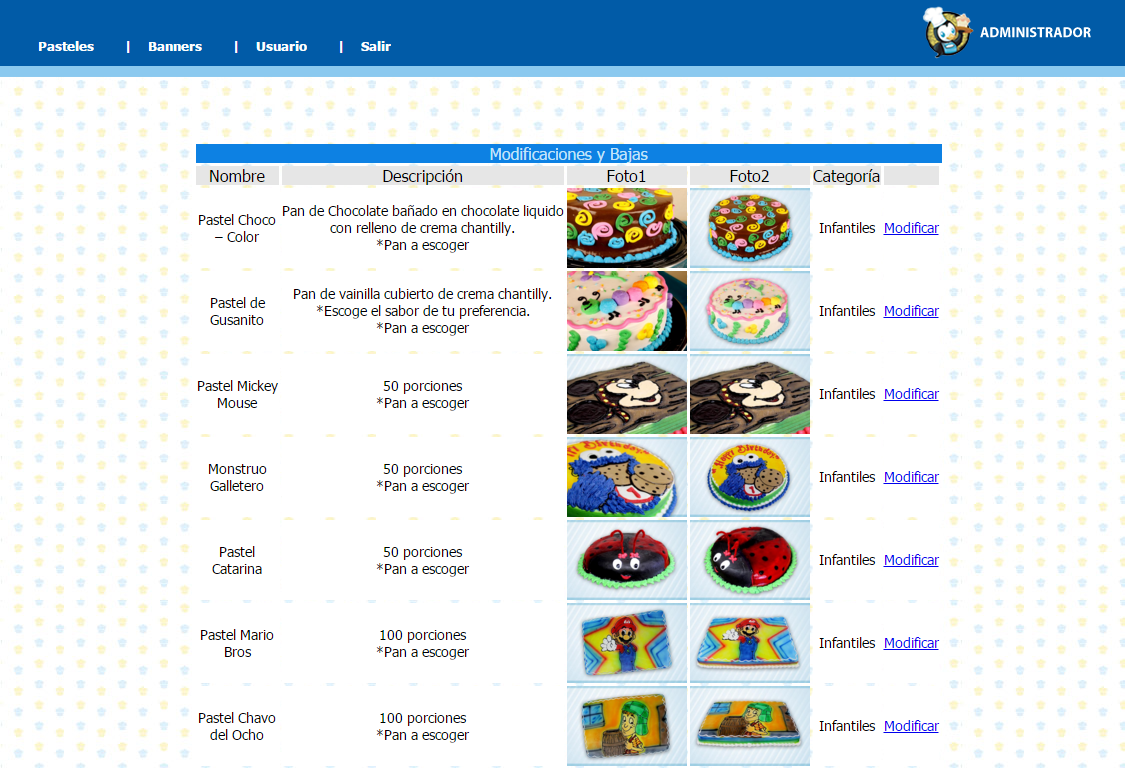 Pasteles | Banners | Usuario | Salir
ADMINISTRADOR
Modificaciones y Bajas
Nombre Descripción Foto1 Foto2 Categoría
Pastel Choco
– Color
Pan de Chocolate bañado en chocolate liquido
con relleno de crema chantilly.
*Pan a escoger
Infantiles Modificar
Pastel de
Gusanito
Pan de vainilla cubierto de crema chantilly.
*Escoge el sabor de tu preferencia.
*Pan a escoger
Infantiles Modificar
Pastel Mickey
Mouse
50 porciones
*Pan a escoger
Infantiles Modificar
Monstruo
Galletero
50 porciones
*Pan a escoger
Happy Birthday
1
Infantiles Modificar
Pastel
Catarina
50 porciones
*Pan a escoger
Infantiles Modificar
Pastel Mario
Bros
100 porciones
*Pan a escoger
Infantiles Modificar
Pastel Chavo
del Ocho
100 porciones
*Pan a escoger
Infantiles Modificar